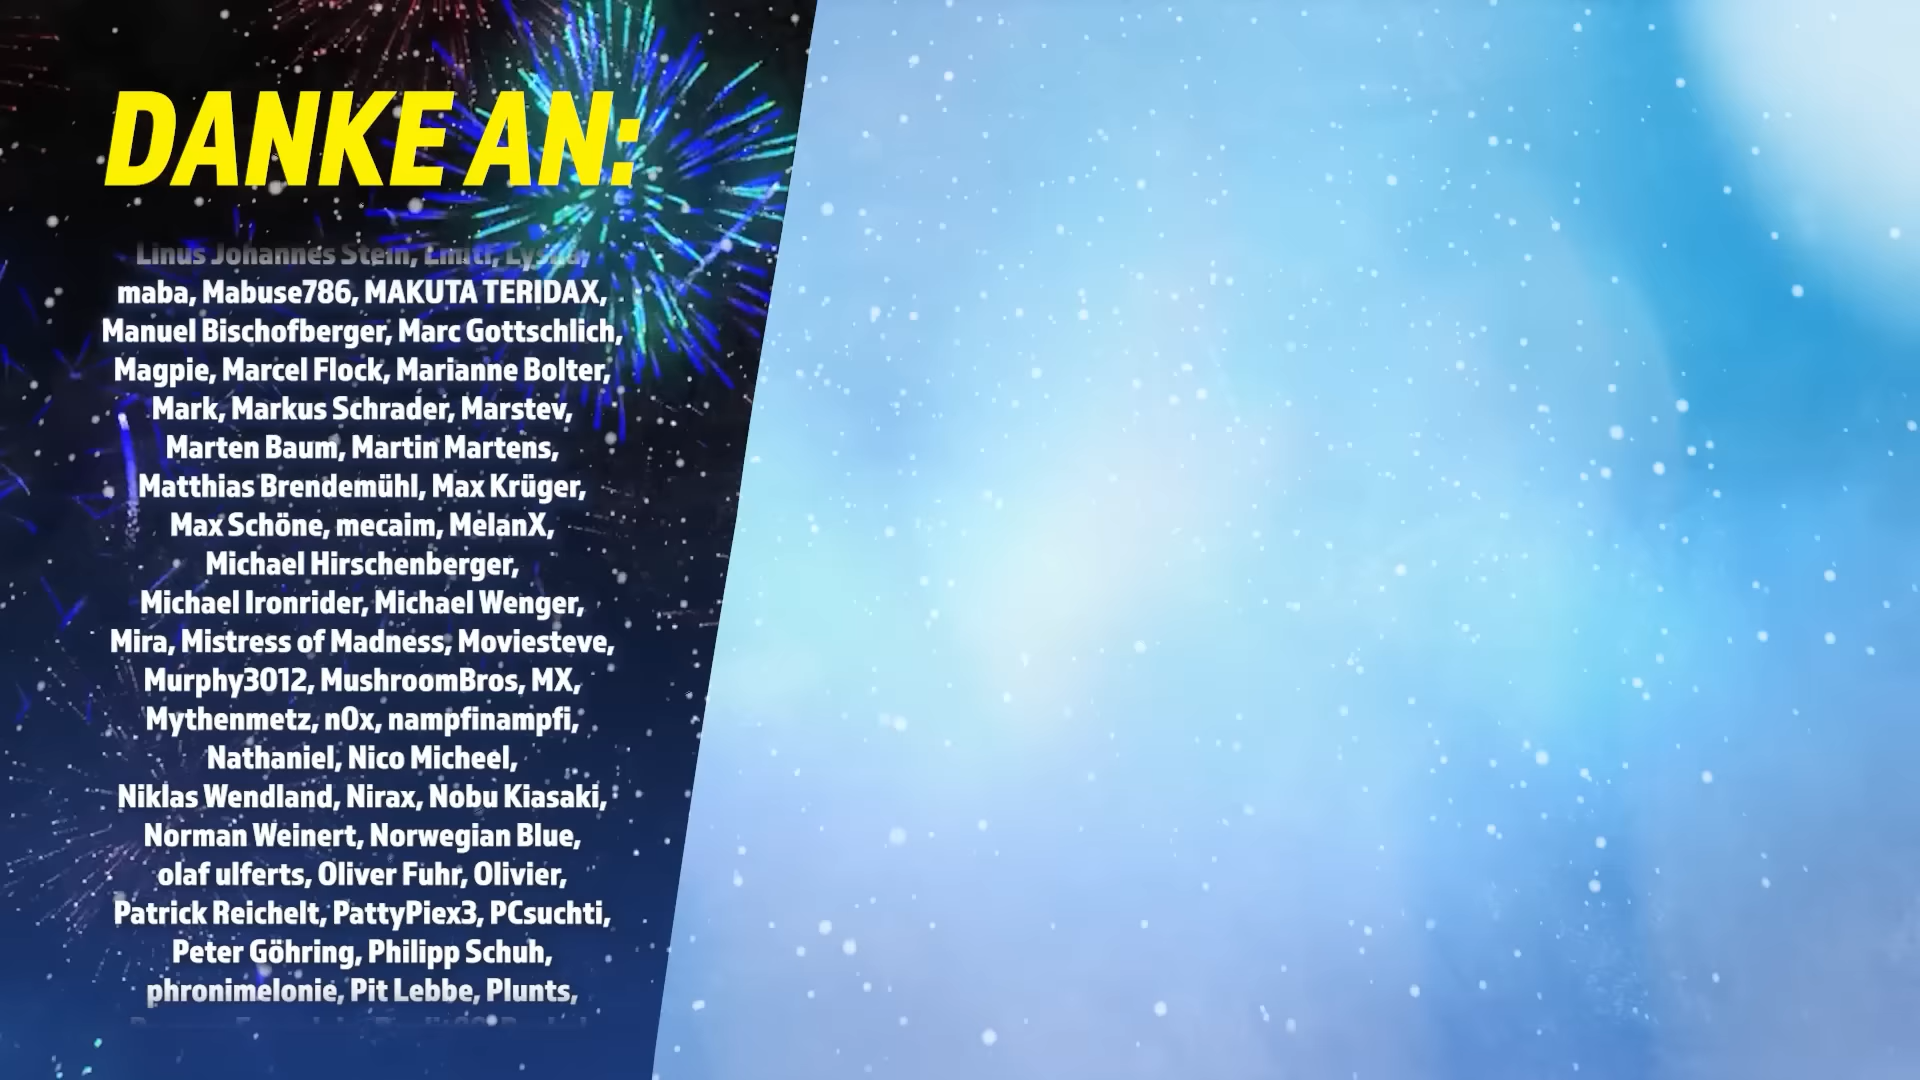 DANKE AN:
Linus Johannes Stein,
maba, Mabuse786, MAKUTA TERIDAX,
Manuel Bischofberger, Marc Gottschlich,
Magpie, Marcel Flock, Marianne Bolter,
Mark, Markus Schrader, Marstev,
Marten Baum, Martin Martens,
Matthias Brendemühl, Max Krüger,
Max Schöne, mecaim, MelanX,
Michael Hirschenberger,
Michael Ironrider, Michael Wenger,
Mira, Mistress of Madness, Moviesteve,
Murphy3012, MushroomBros, MX,
Mythenmetz, n0x, nampfinampfi,
Nathaniel, Nico Micheel,
Niklas Wendland, Nirax, Nobu Kiasaki,
Norman Weinert, Norwegian Blue,
olaf ulferts, Oliver Fuhr, Olivier,
Patrick Reichelt, PattyPiex3, PCsuchti,
Peter Göhring, Philipp Schuh,
phronimelonie, Pit Lebbe, Plunts,